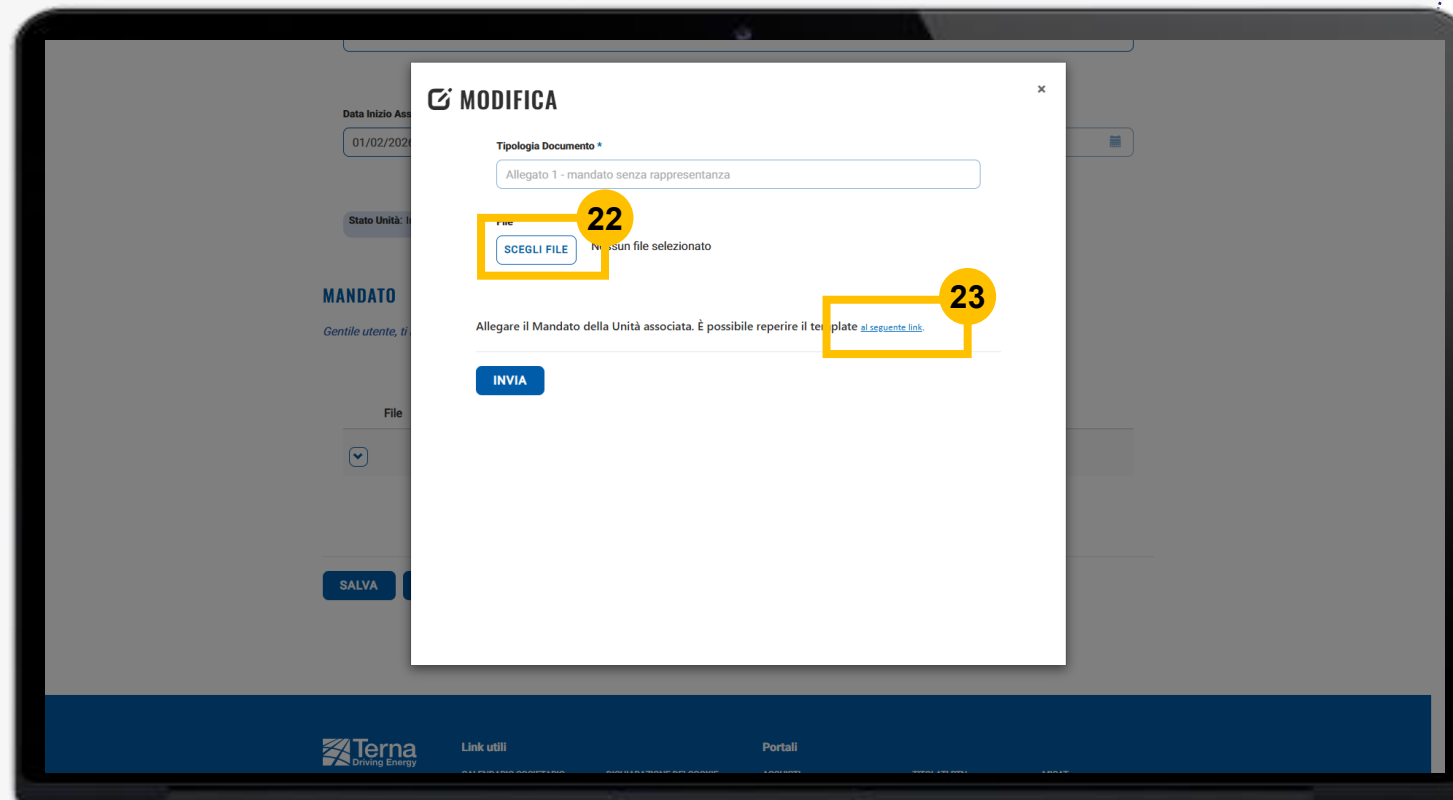 MODIFICA
×
Data Inizio Ass
01/02/2026
Tipologia Documento *
Allegato 1 - mandato senza rappresentanza
Stato Unità: I
File
22
SCEGLI FILE
Nessun file selezionato
MANDATO
23
Gentile utente, ti
Allegare il Mandato della Unità associata. È possibile reperire il template al seguente link.
INVIA
File
SALVA
Terna
Driving Energy
Link utili
Portali